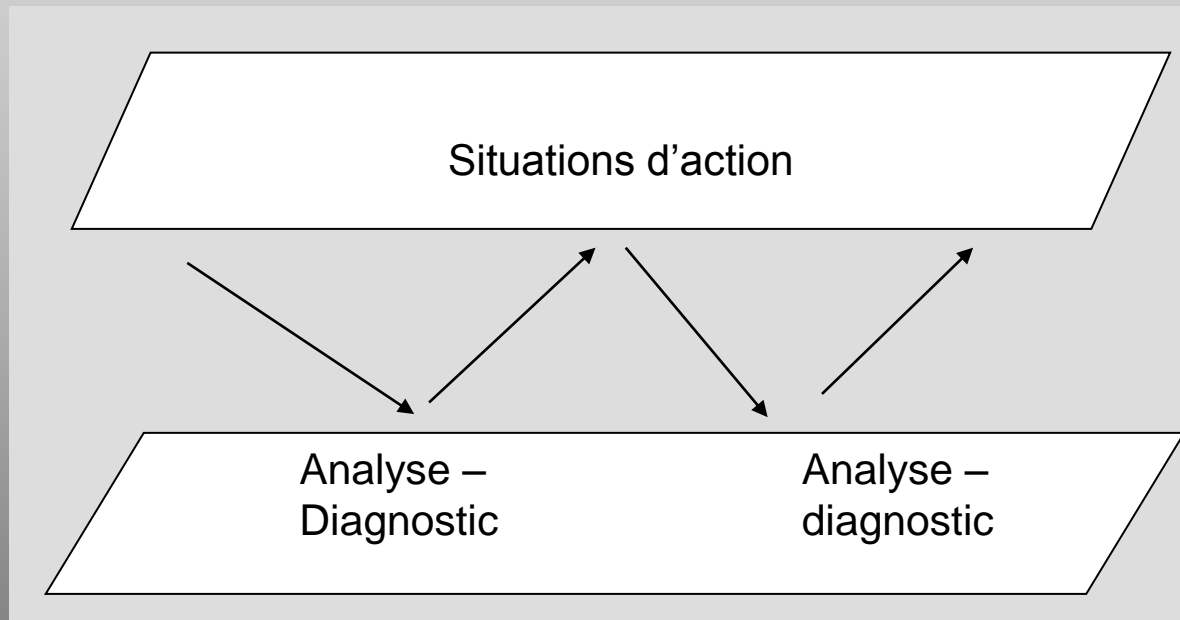 Situations d’action
Analyse –
Diagnostic
Analyse –
diagnostic